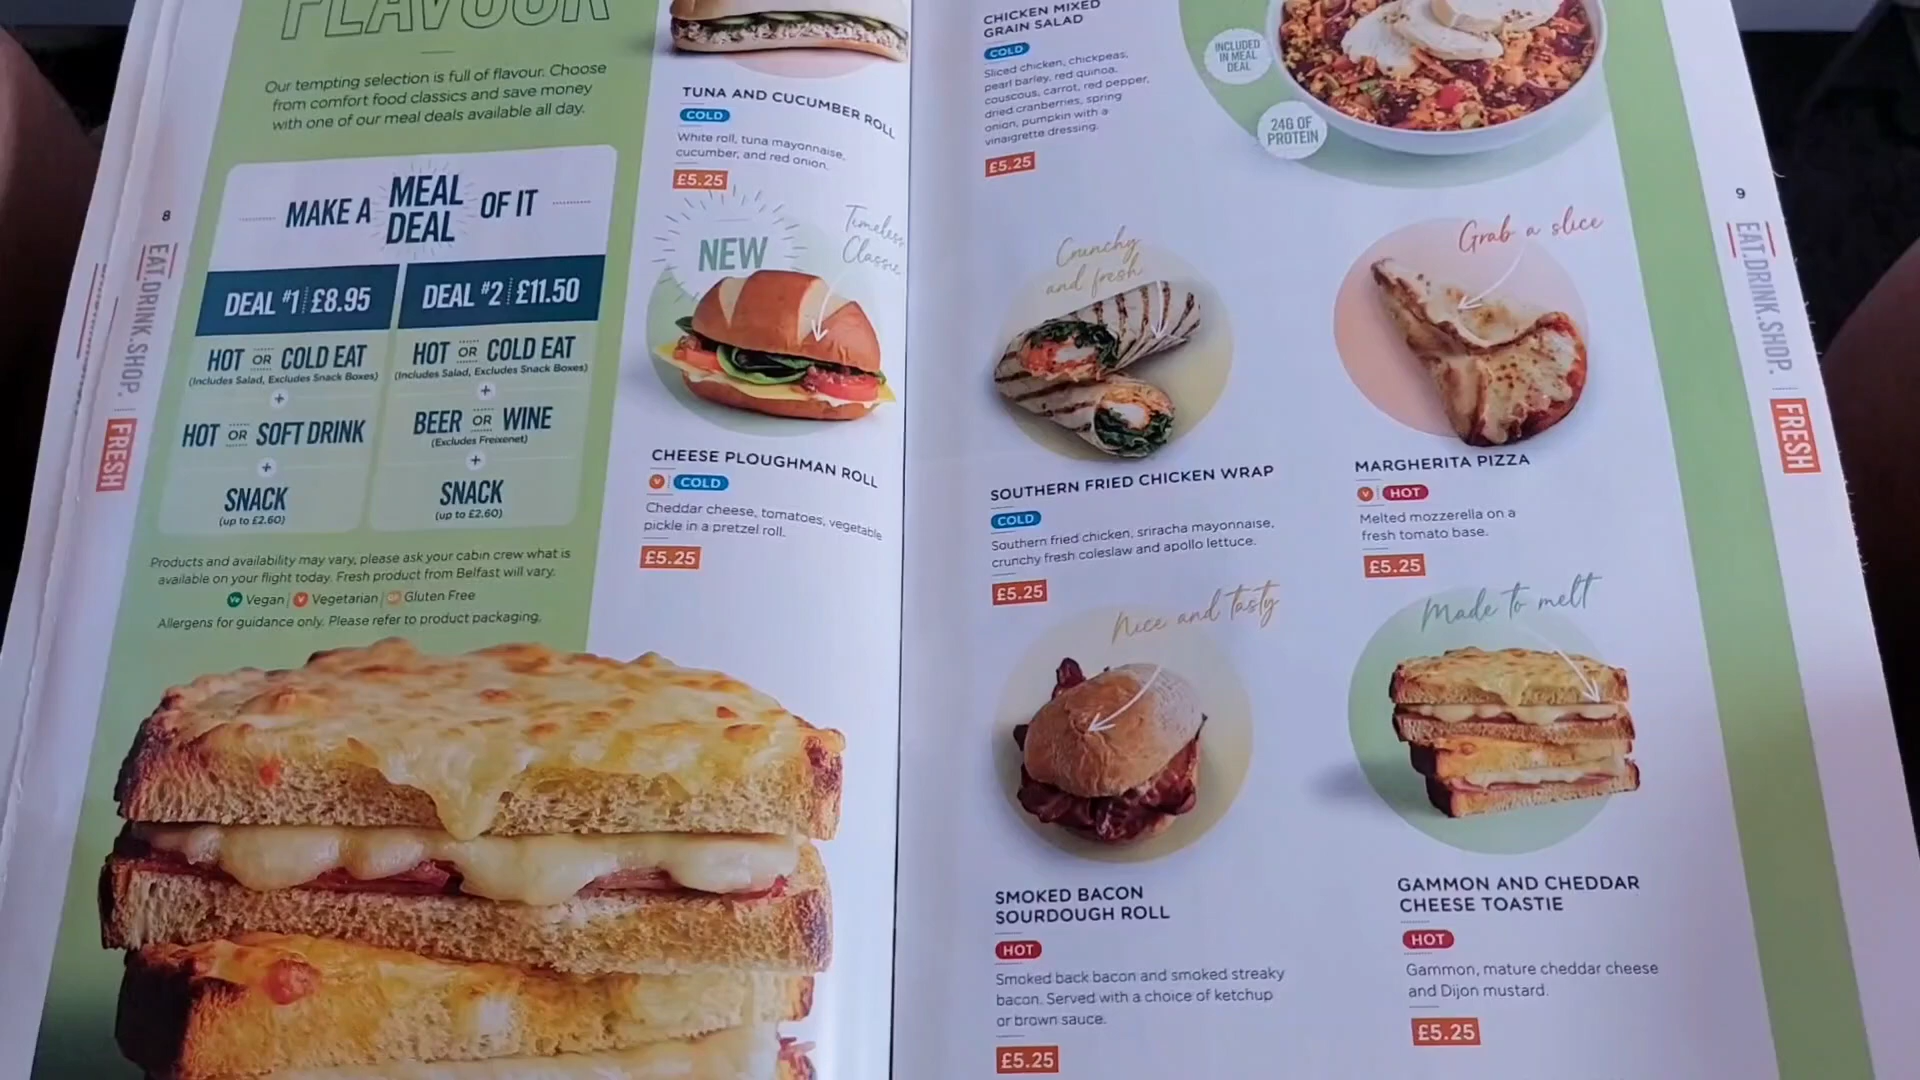 FLAVOUR
Our tempting selection is full of flavour. Choose
from comfort food classics and save money
with one of our meal deals available all day.
MAKE A MEAL DEAL OF IT
DEAL #1 £8.95
HOT OR COLD EAT
(Includes Salad, Excludes Snack Boxes)
+
HOT OR SOFT DRINK
+
SNACK
(up to £2.60)
DEAL #2 £11.50
HOT OR COLD EAT
(Includes Salad, Excludes Snack Boxes)
+
BEER OR WINE
(Excludes Freixenet)
+
SNACK
(up to £2.60)
Products and availability may vary, please ask your cabin crew what is
available on your flight today. Fresh product from Belfast will vary.
Ve Vegan | V Vegetarian | GF Gluten Free
Allergens for guidance only. Please refer to product packaging.
8
EAT.DRINK.SHOP. | FRESH
TUNA AND CUCUMBER ROLL
COLD
White roll, tuna mayonnaise,
cucumber, and red onion.
£5.25
NEW
Timeless
Classic
CHEESE PLOUGHMAN ROLL
V | COLD
Cheddar cheese, tomatoes, vegetable
pickle in a pretzel roll.
£5.25
CHICKEN MIXED
GRAIN SALAD
COLD
Sliced chicken, chickpeas,
pearl barley, red quinoa,
couscous, carrot, red pepper,
dried cranberries, spring
onion, pumpkin with a
vinaigrette dressing.
£5.25
INCLUDED
IN MEAL
DEAL
24G OF
PROTEIN
Crunchy
and fresh
SOUTHERN FRIED CHICKEN WRAP
COLD
Southern fried chicken, sriracha mayonnaise,
crunchy fresh coleslaw and apollo lettuce.
£5.25
Grab a slice
MARGHERITA PIZZA
V | HOT
Melted mozzerella on a
fresh tomato base.
£5.25
Nice and tasty
SMOKED BACON
SOURDOUGH ROLL
HOT
Smoked back bacon and smoked streaky
bacon. Served with a choice of ketchup
or brown sauce.
£5.25
Made to melt
GAMMON AND CHEDDAR
CHEESE TOASTIE
HOT
Gammon, mature cheddar cheese
and Dijon mustard.
£5.25
9
EAT.DRINK.SHOP. | FRESH